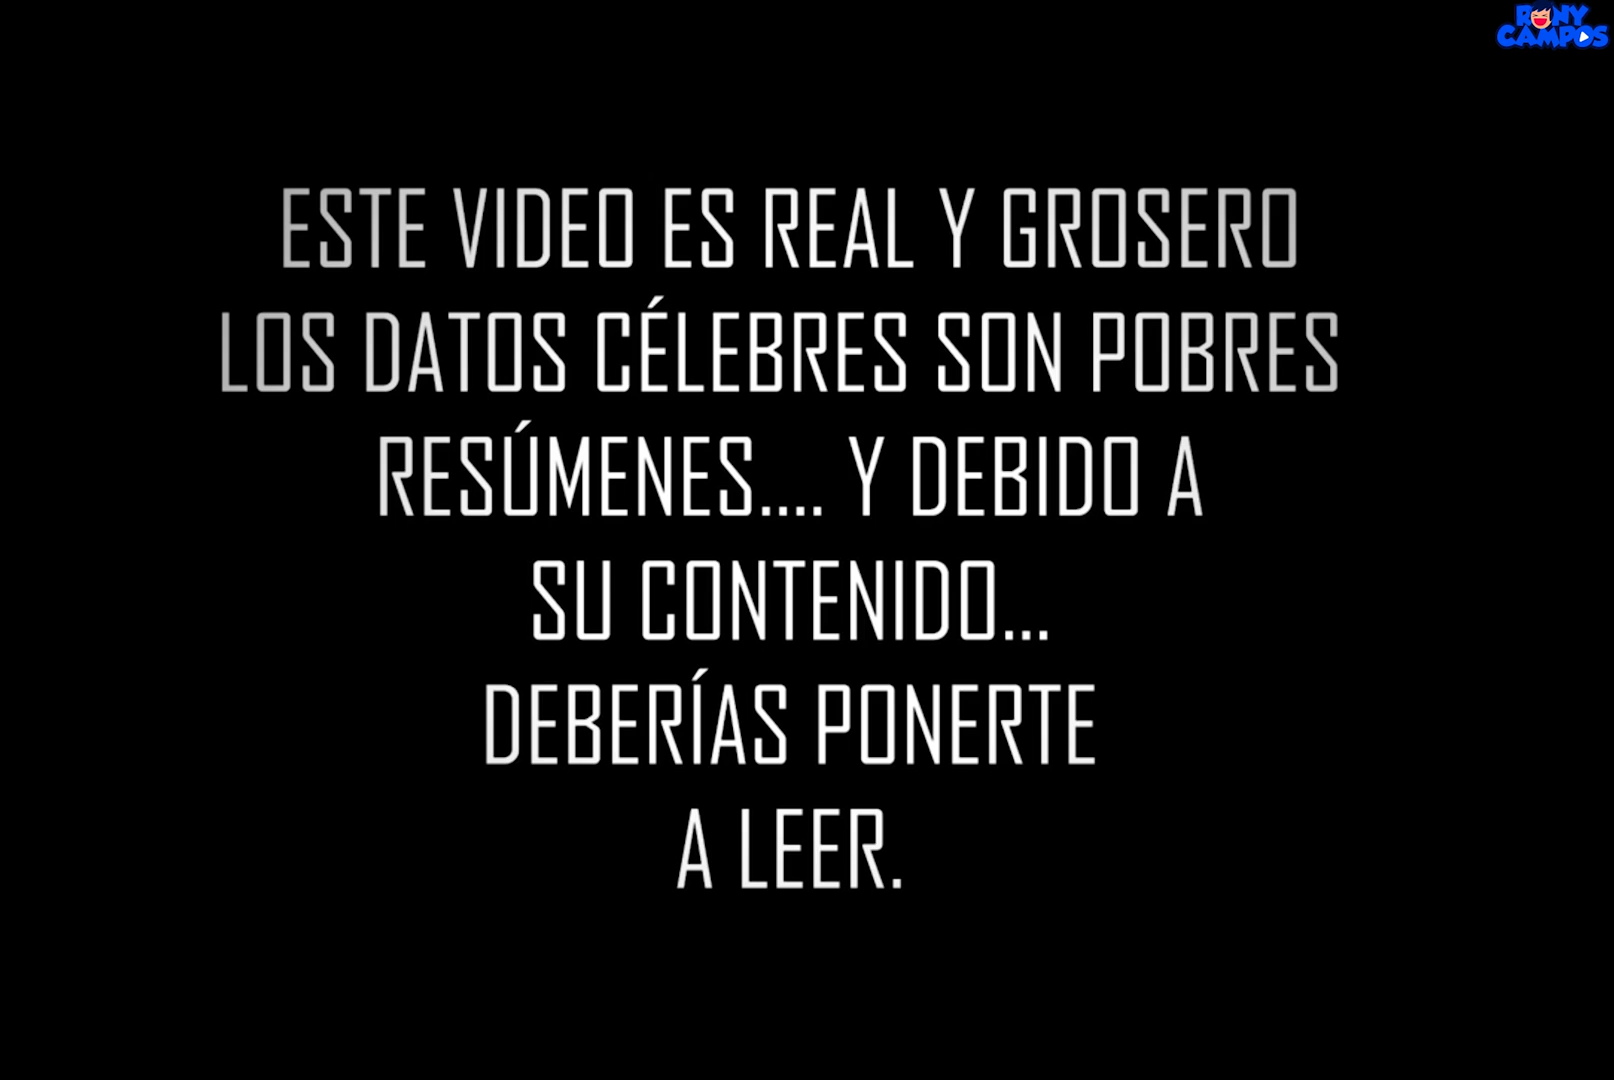 RONY
CAMPOS
ESTE VIDEO ES REAL Y GROSERO
LOS DATOS CÉLEBRES SON POBRES
RESÚMENES.... Y DEBIDO A
SU CONTENIDO...
DEBERÍAS PONERTE
A LEER.